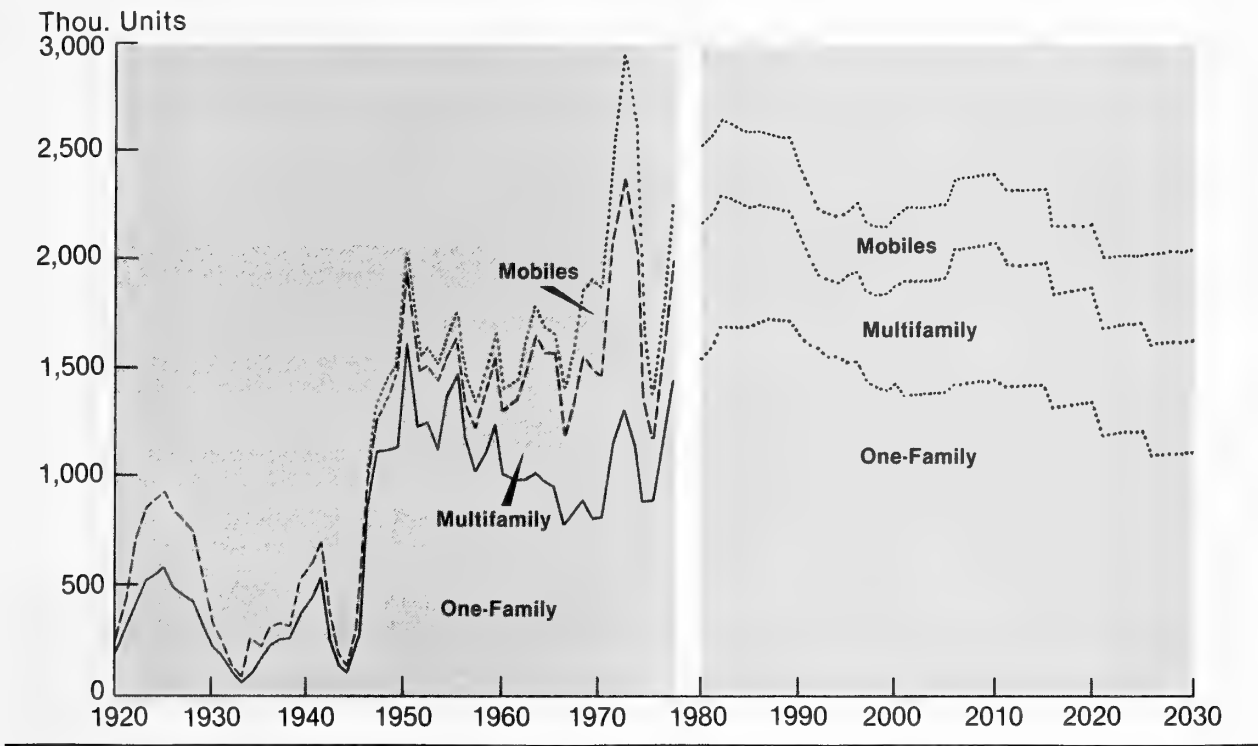 Thou. Units
3,000
2,500
2,000
1,500
1,000
500
0
Mobiles
Multifamily
One-Family
Mobiles
Multifamily
One-Family
1920 1930 1940 1950 1960 1970 1980 1990 2000 2010 2020 2030